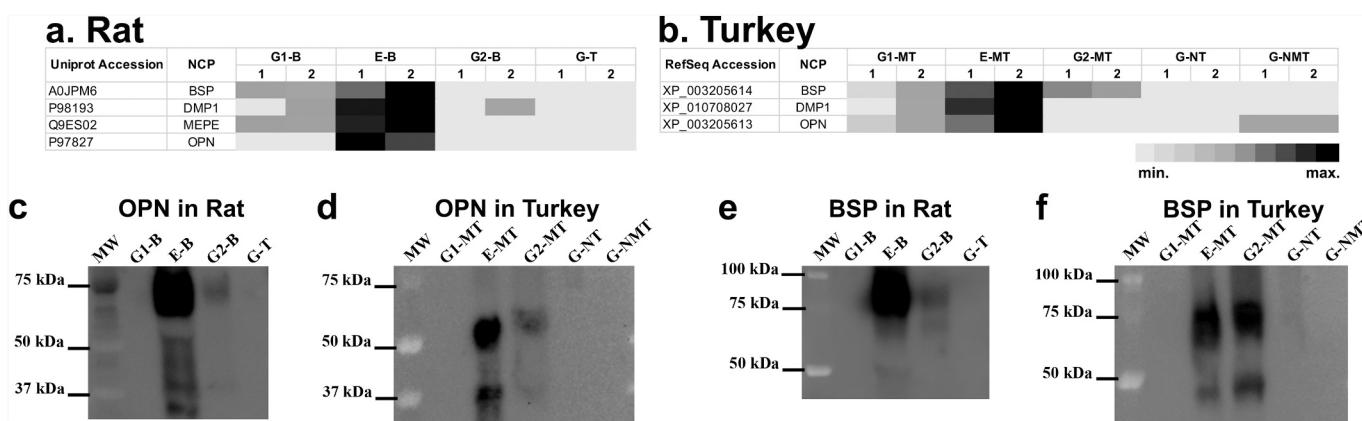 a. Rat
Uniprot Accession NCP G1-B E-B G2-B G-T
1 2 1 2 1 2 1 2
A0JPM6 BSP
P98193 DMP1
Q9ES02 MEPE
P97827 OPN
b. Turkey
RefSeq Accession NCP G1-MT E-MT G2-MT G-NT G-NMT
1 2 1 2 1 2 1 2 1 2
XP_003205614 BSP
XP_010708027 DMP1
XP_003205613 OPN
min. max.
c OPN in Rat
MW G1-B E-B G2-B G-T
75 kDa
50 kDa
37 kDa
d OPN in Turkey
MW G1-MT E-MT G2-MT G-NT G-NMT
75 kDa
50 kDa
37 kDa
e BSP in Rat
MW G1-B E-B G2-B G-T
100 kDa
75 kDa
50 kDa
f BSP in Turkey
MW G1-MT E-MT G2-MT G-NT G-NMT
100 kDa
75 kDa
50 kDa